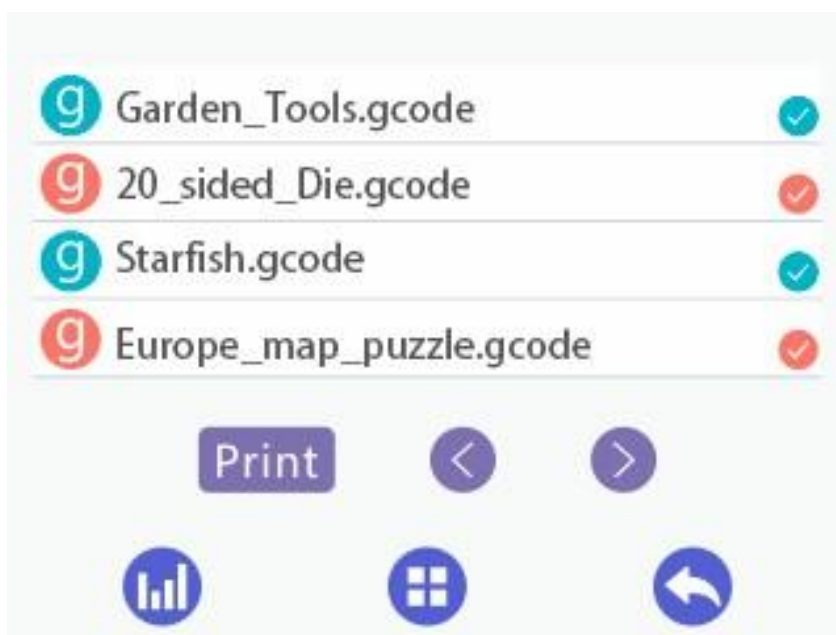 g Garden_Tools.gcode
g 20_sided_Die.gcode
g Starfish.gcode
g Europe_map_puzzle.gcode
Print < >